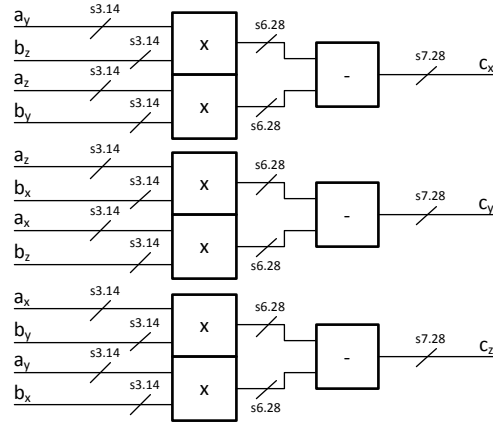 a_y s3.14
b_z s3.14
x s6.28
a_z s3.14
b_y s3.14
x s6.28
- s7.28 c_x
a_z s3.14
b_x s3.14
x s6.28
a_x s3.14
b_z s3.14
x s6.28
- s7.28 c_y
a_x s3.14
b_y s3.14
x s6.28
a_y s3.14
b_x s3.14
x s6.28
- s7.28 c_z